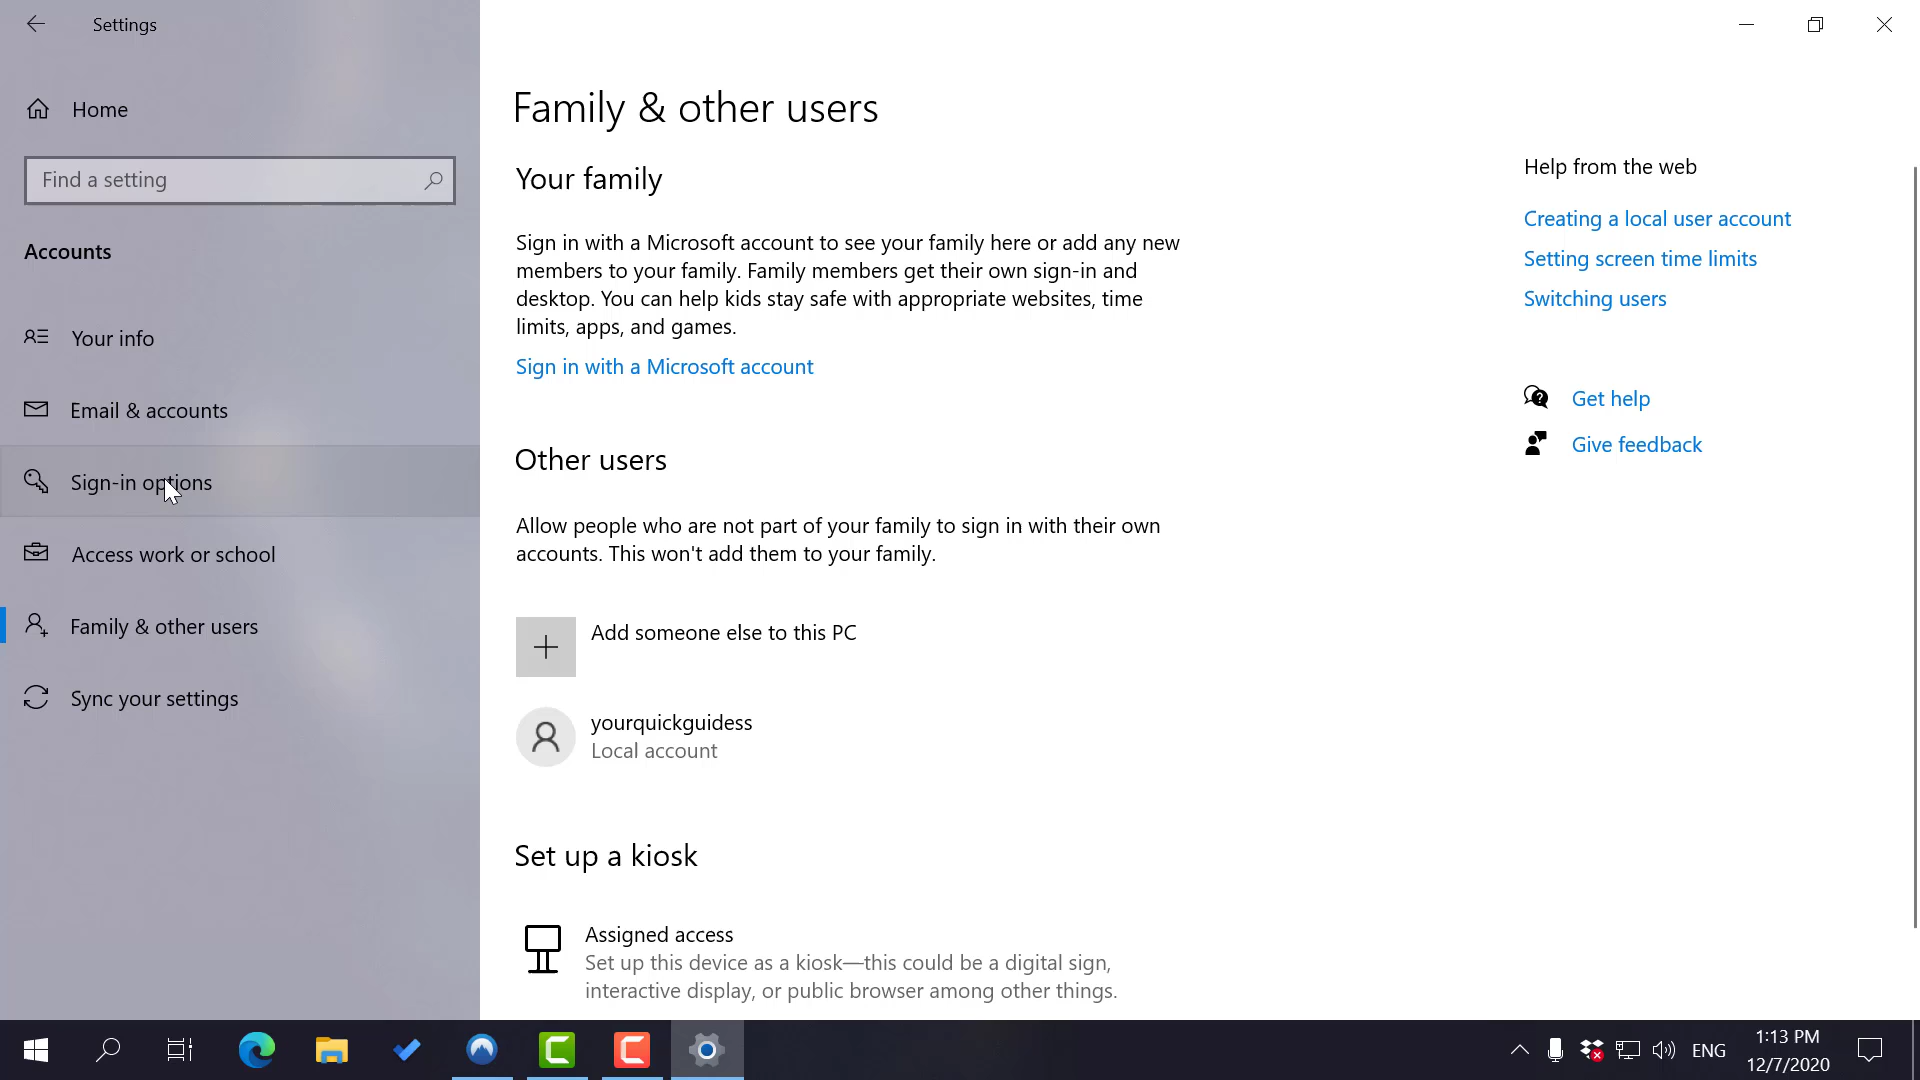 Settings
Home
Find a setting
Accounts
Your info
Email & accounts
Sign-in options
Access work or school
Family & other users
Sync your settings
Family & other users
Your family
Sign in with a Microsoft account to see your family here or add any new
members to your family. Family members get their own sign-in and
desktop. You can help kids stay safe with appropriate websites, time
limits, apps, and games.
Sign in with a Microsoft account
Other users
Allow people who are not part of your family to sign in with their own
accounts. This won't add them to your family.
Add someone else to this PC
yourquickguidess
Local account
Set up a kiosk
Assigned access
Set up this device as a kiosk—this could be a digital sign,
interactive display, or public browser among other things.
Help from the web
Creating a local user account
Setting screen time limits
Switching users
Get help
Give feedback
ENG
1:13 PM
12/7/2020